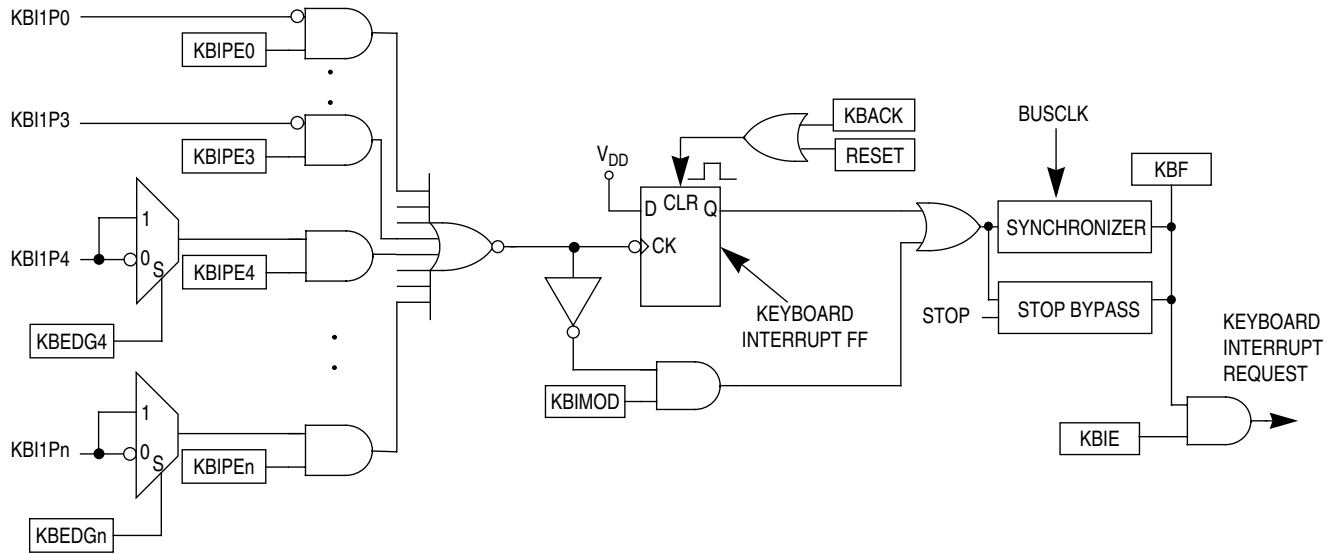 KBI1P0
KBIPE0
KBI1P3
KBIPE3
1
KBI1P4
0
S
KBIPE4
KBEDG4
1
KBI1Pn
0
S
KBIPEn
KBEDGn
VDD
D
CLR
Q
CK
KBACK
RESET
KEYBOARD
INTERRUPT FF
KBIMOD
BUSCLK
SYNCHRONIZER
KBF
STOP
STOP BYPASS
KEYBOARD
INTERRUPT
REQUEST
KBIE